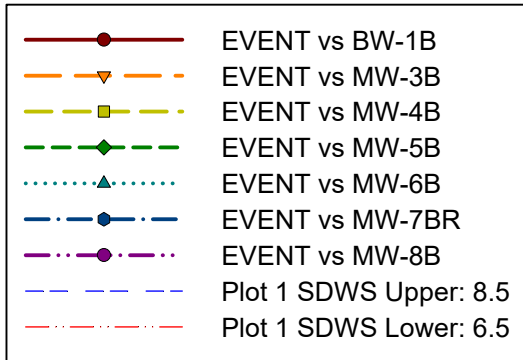 EVENT vs BW-1B
EVENT vs MW-3B
EVENT vs MW-4B
EVENT vs MW-5B
EVENT vs MW-6B
EVENT vs MW-7BR
EVENT vs MW-8B
Plot 1 SDWS Upper: 8.5
Plot 1 SDWS Lower: 6.5